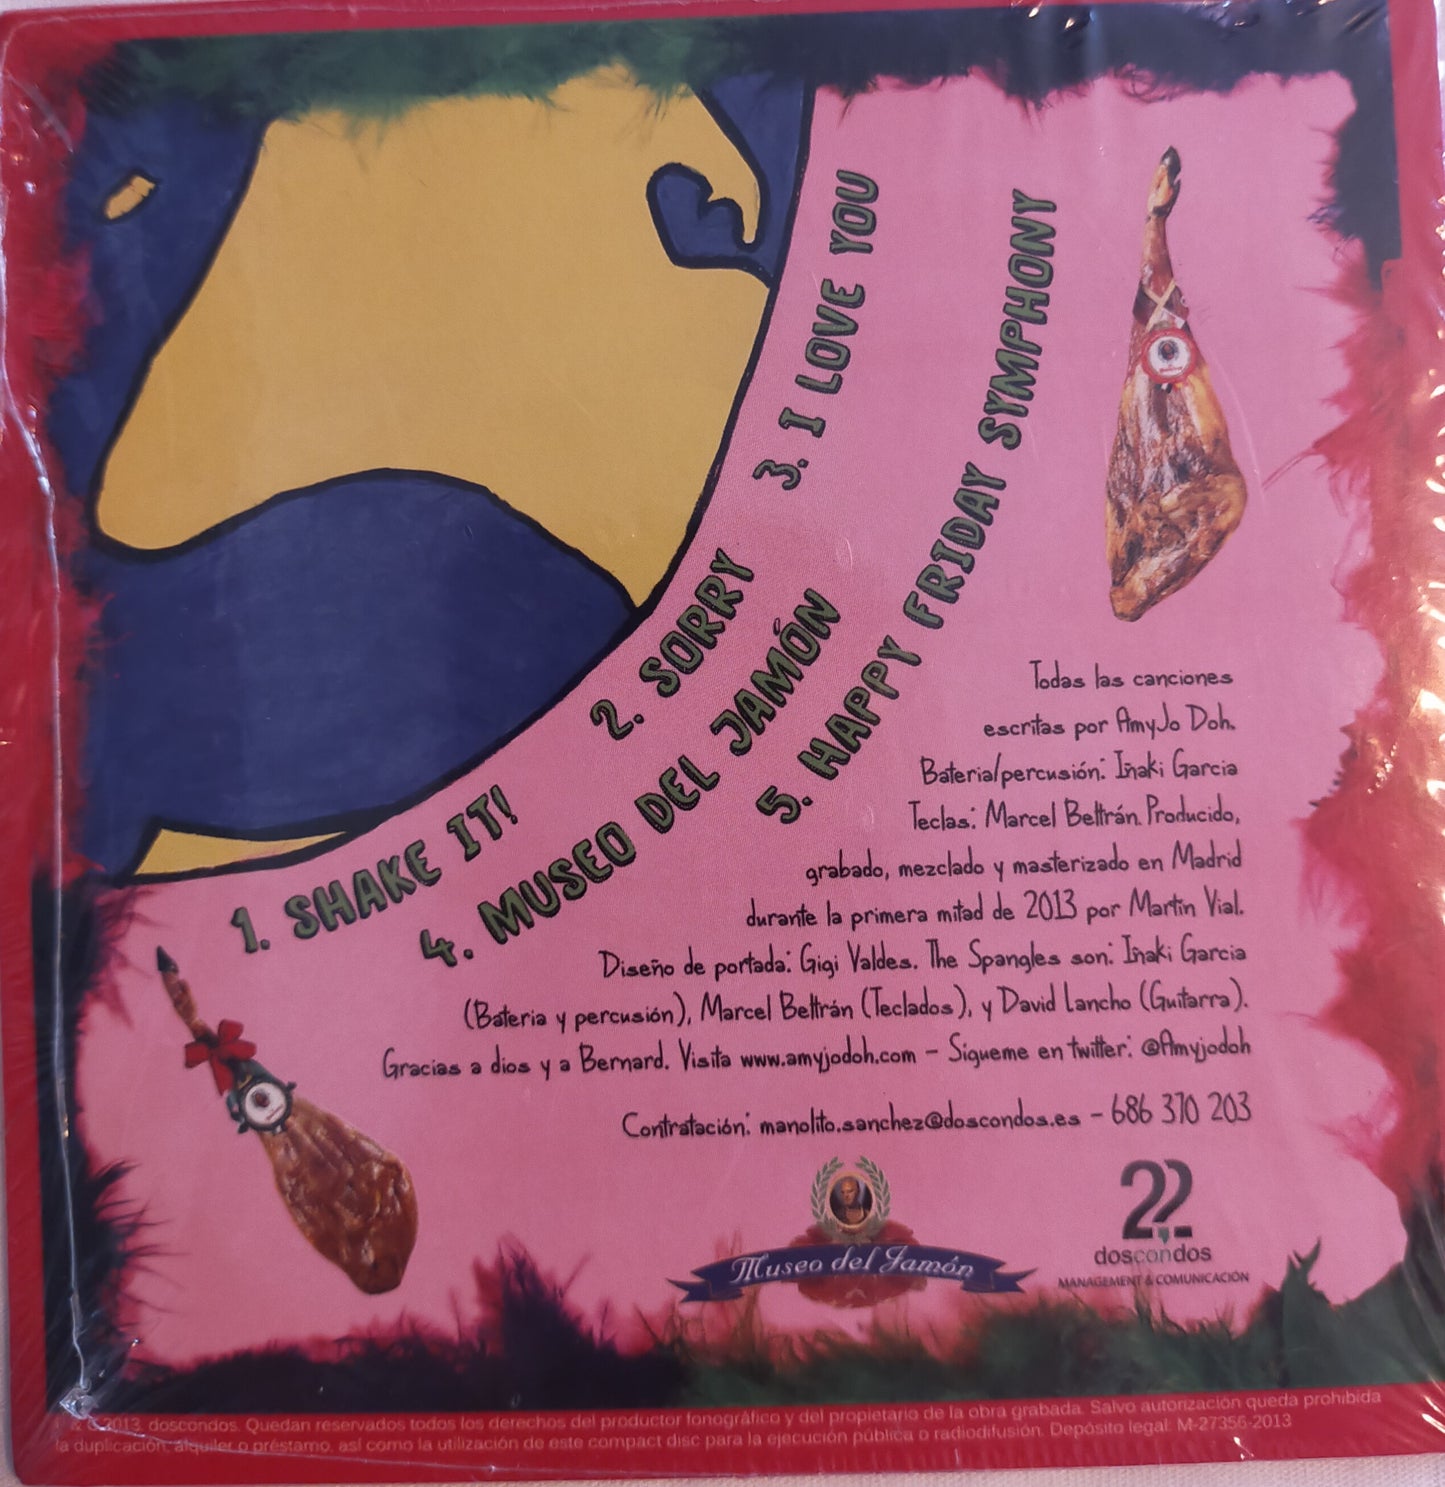 1. SHAKE IT!
2. SORRY
3. I LOVE YOU
4. MUSEO DEL JAMÓN
5. HAPPY FRIDAY SYMPHONY
Todas las canciones
escritas por AmyJo Doh.
Bateria/percusión: Iñaki Garcia
Teclas: Marcel Beltrán. Producido,
grabado, mezclado y masterizado en Madrid
durante la primera mitad de 2013 por Martin Vial.
Diseño de portada: Gigi Valdes. The Spangles son: Iñaki Garcia
(Bateria y percusión), Marcel Beltrán (Teclados), y David Lancho (Guitarra).
Gracias a dios y a Bernard. Visita www.amyjodoh.com - Sigueme en twitter: @Amyjodoh
Contratación: manolito.sanchez@doscondos.es - 686 370 203
Museo del Jamón
22
doscondos
MANAGEMENT & COMUNICACIÓN
& © 2013, doscondos. Quedan reservados todos los derechos del productor fonográfico y del propietario de la obra grabada. Salvo autorización queda prohibida
la duplicación, alquiler o préstamo, así como la utilización de este compact disc para la ejecución pública o radiodifusión. Depósito legal: M-27356-2013